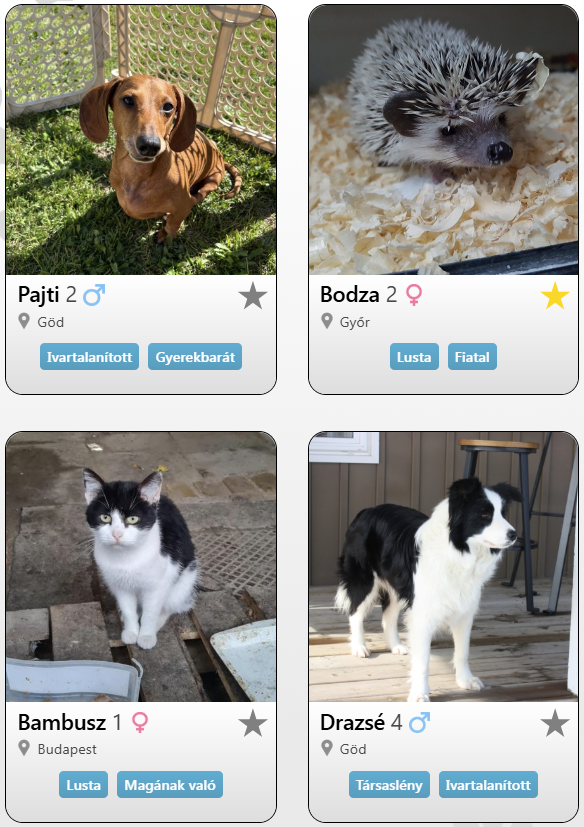 Pajti 2
Göd
Ivartalanított Gyerekbarát
Bodza 2
Győr
Lusta Fiatal
Bambusz 1
Budapest
Lusta Magának való
Drazsé 4
Göd
Társaslény Ivartalanított